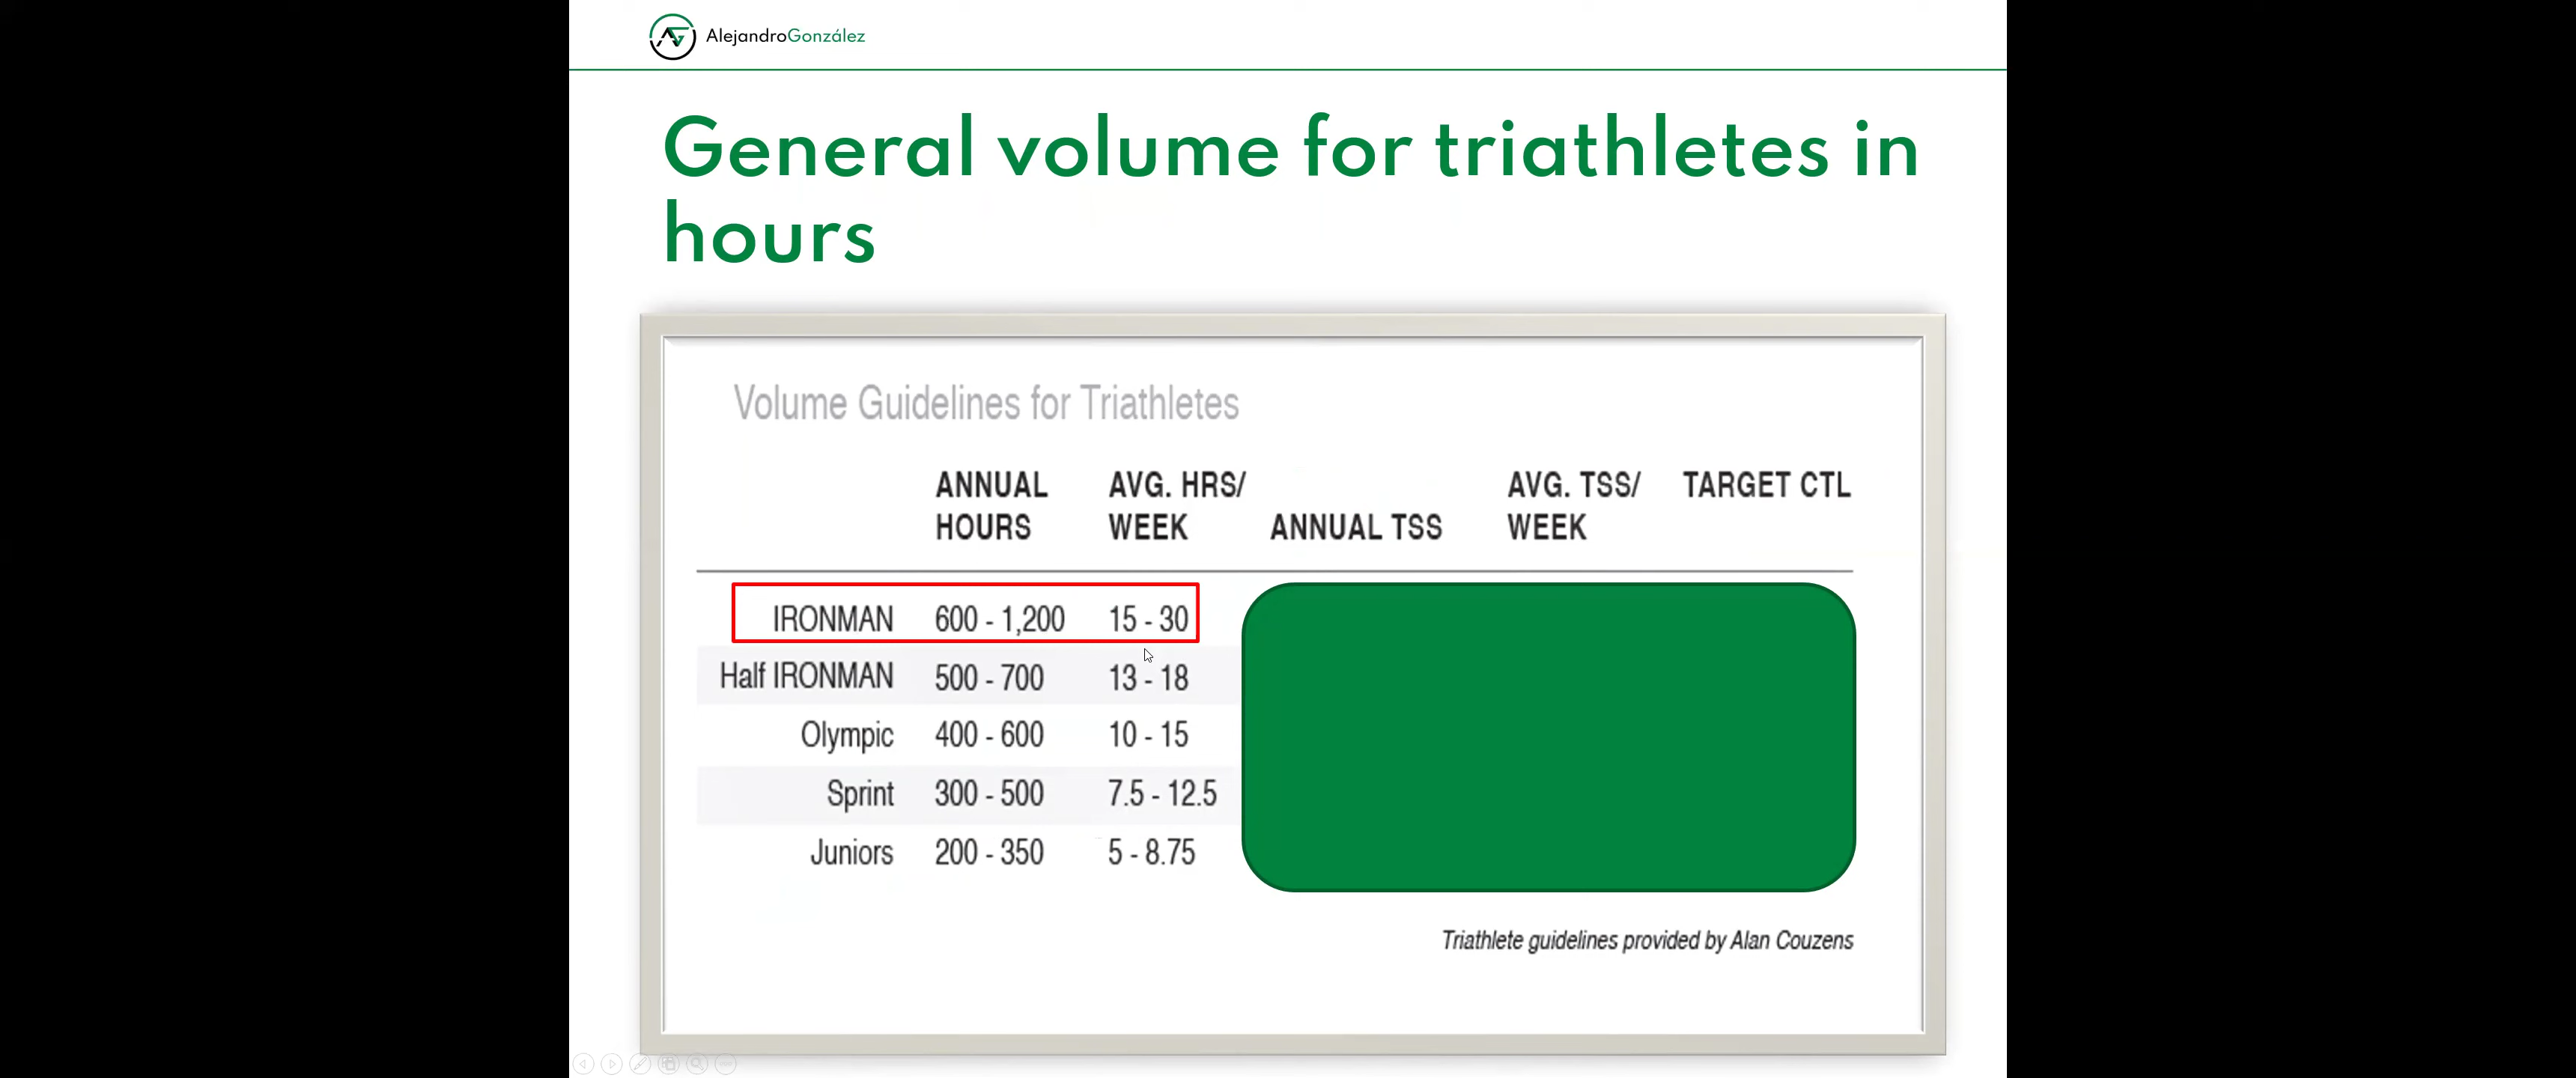 AlejandroGonzález
General volume for triathletes in
hours
Volume Guidelines for Triathletes
ANNUAL HOURS AVG. HRS/ WEEK ANNUAL TSS AVG. TSS/ WEEK TARGET CTL
IRONMAN 600 - 1,200 15 - 30
Half IRONMAN 500 - 700 13 - 18
Olympic 400 - 600 10 - 15
Sprint 300 - 500 7.5 - 12.5
Juniors 200 - 350 5 - 8.75
Triathlete guidelines provided by Alan Couzens